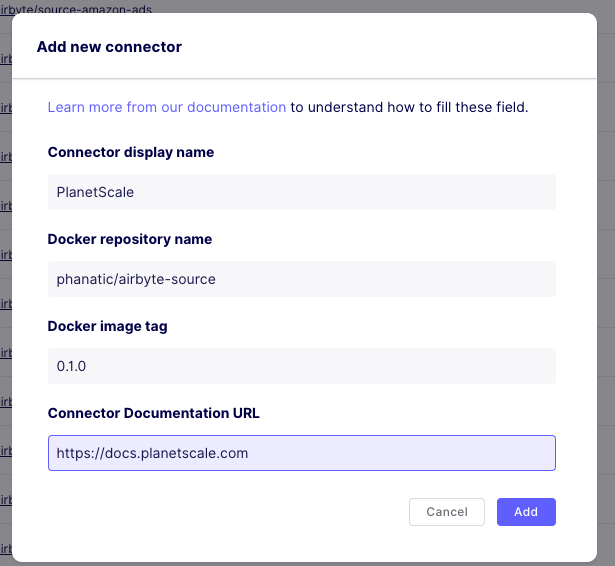 irbyte/source-amazon-ads
Add new connector
Learn more from our documentation to understand how to fill these field.
Connector display name
PlanetScale
Docker repository name
phanatic/airbyte-source
Docker image tag
0.1.0
Connector Documentation URL
https://docs.planetscale.com
Cancel
Add